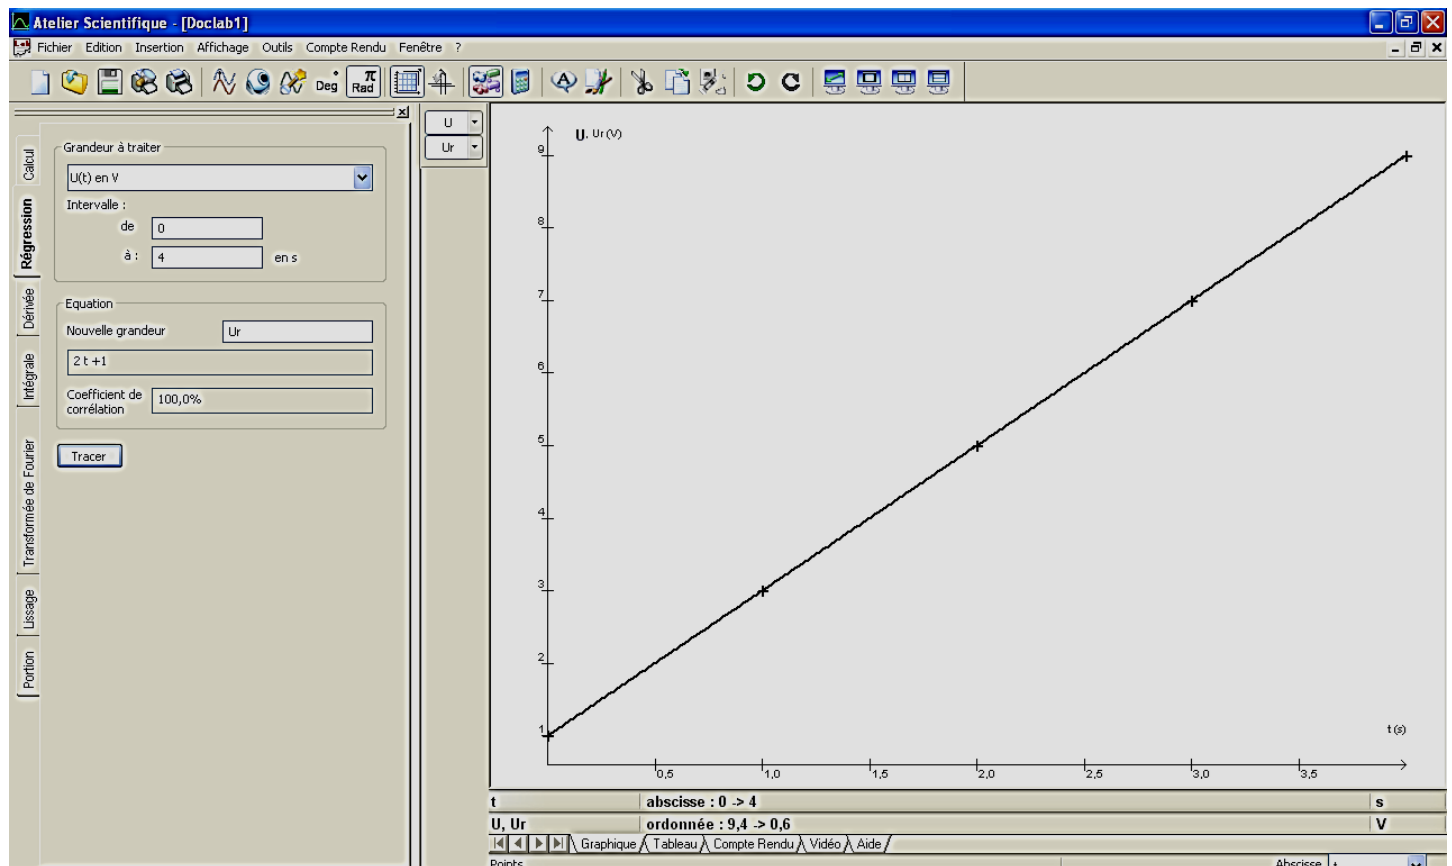 Atelier Scientifique - [Doclab1]
Fichier Edition Insertion Affichage Outils Compte Rendu Fenêtre ?
Deg π Rad
Calcul
Régression
Dérivée
Intégrale
Transformée de Fourier
Lissage
Portion
Grandeur à traiter
U(t) en V
Intervalle :
de 0
à : 4 en s
Equation
Nouvelle grandeur Ur
2 t +1
Coefficient de corrélation 100,0%
Tracer
U
Ur
U, Ur (V)
9
8
7
6
5
4
3
2
1
t (s)
0,5 1,0 1,5 2,0 2,5 3,0 3,5
t abscisse : 0 -> 4 s
U, Ur ordonnée : 9,4 -> 0,6 V
Graphique Tableau Compte Rendu Vidéo Aide
Points Abscisse t